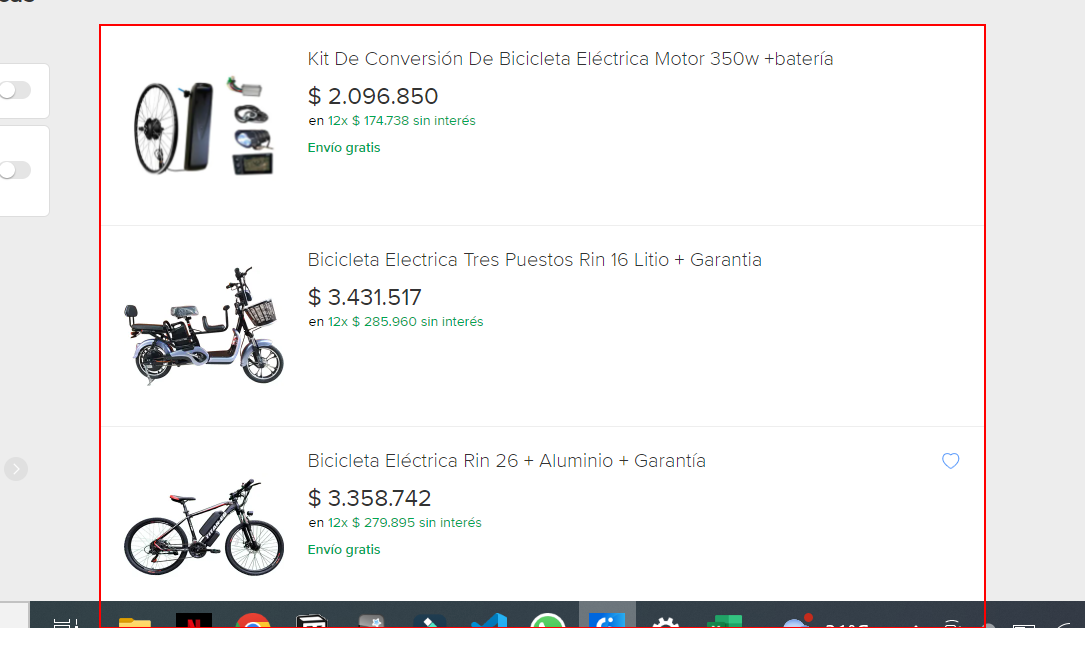 Kit De Conversión De Bicicleta Eléctrica Motor 350w +batería
$ 2.096.850
en 12x $ 174.738 sin interés
Envío gratis
Bicicleta Electrica Tres Puestos Rin 16 Litio + Garantia
$ 3.431.517
en 12x $ 285.960 sin interés
Bicicleta Eléctrica Rin 26 + Aluminio + Garantía
$ 3.358.742
en 12x $ 279.895 sin interés
Envío gratis